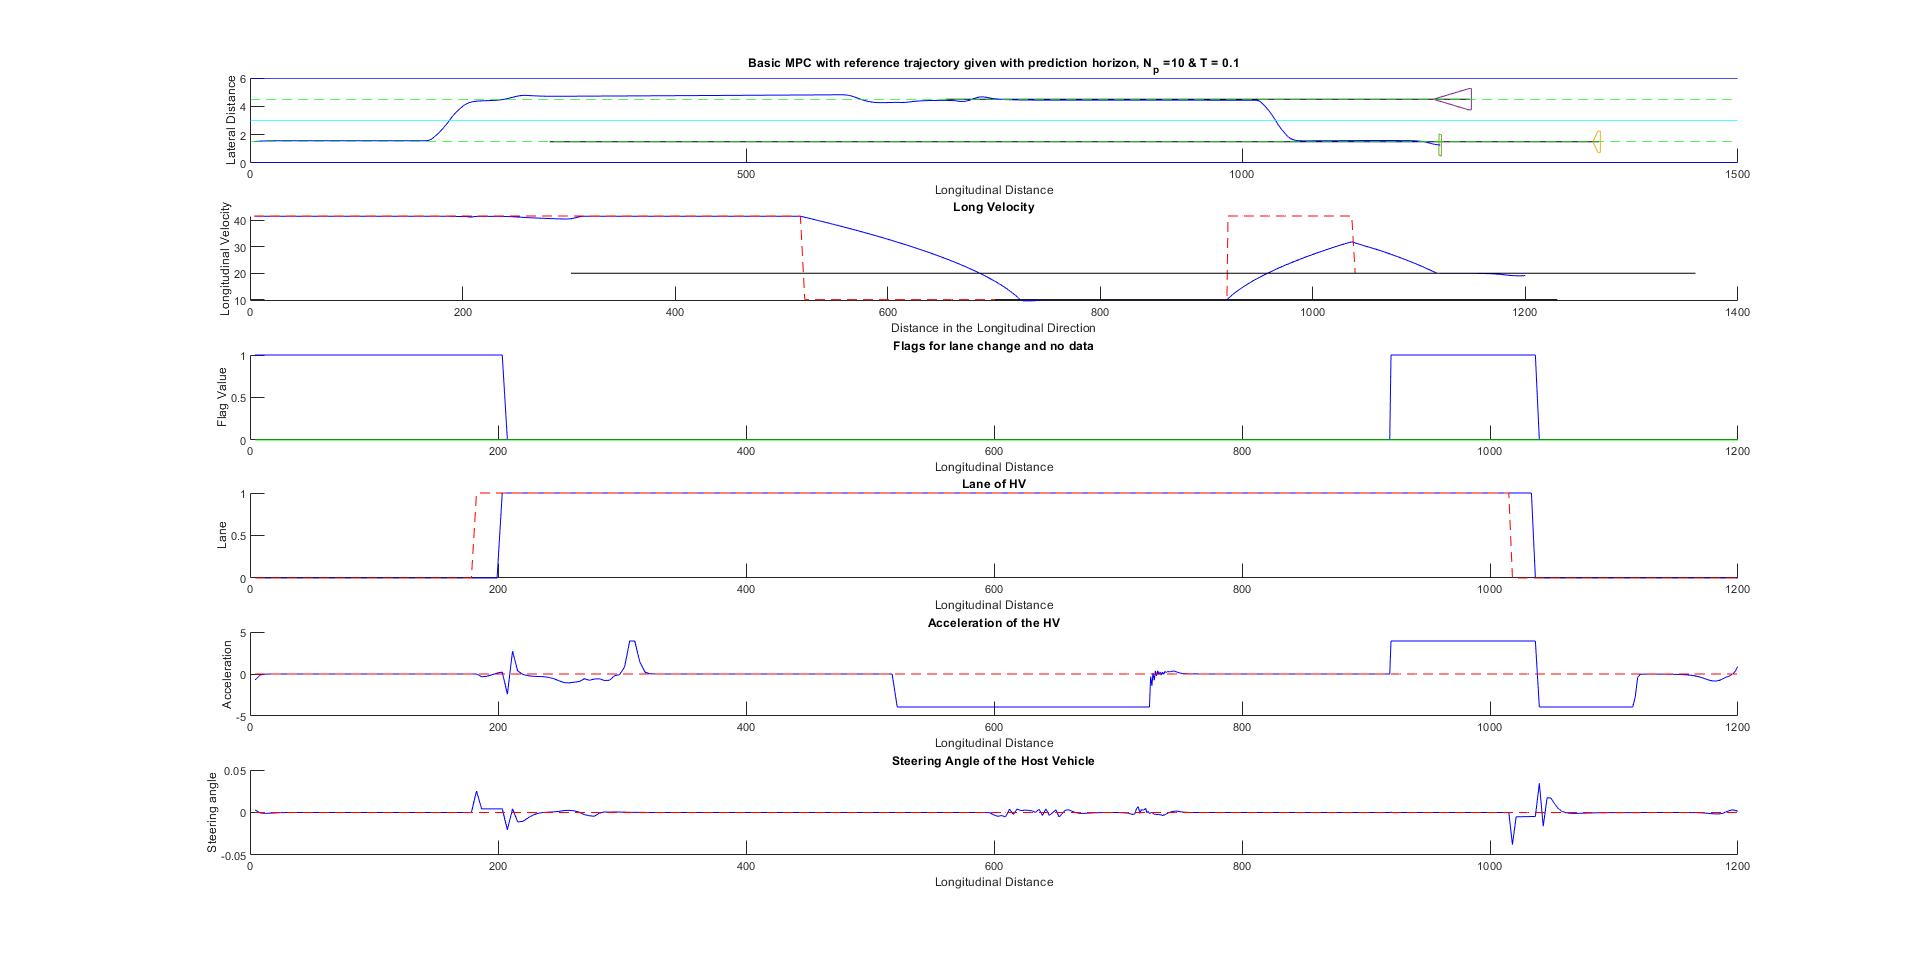 Basic MPC with reference trajectory given with prediction horizon, Np =10 & T = 0.1
Lateral Distance
6
4
2
0
0 500 1000 1500
Longitudinal Distance
Long Velocity
Longitudinal Velocity
40
30
20
10
0 200 400 600 800 1000 1200 1400
Distance in the Longitudinal Direction
Flags for lane change and no data
Flag Value
1
0.5
0
0 200 400 600 800 1000 1200
Longitudinal Distance
Lane of HV
Lane
1
0.5
0
0 200 400 600 800 1000 1200
Longitudinal Distance
Acceleration of the HV
Acceleration
5
0
-5
0 200 400 600 800 1000 1200
Longitudinal Distance
Steering Angle of the Host Vehicle
Steering angle
0.05
0
-0.05
0 200 400 600 800 1000 1200
Longitudinal Distance